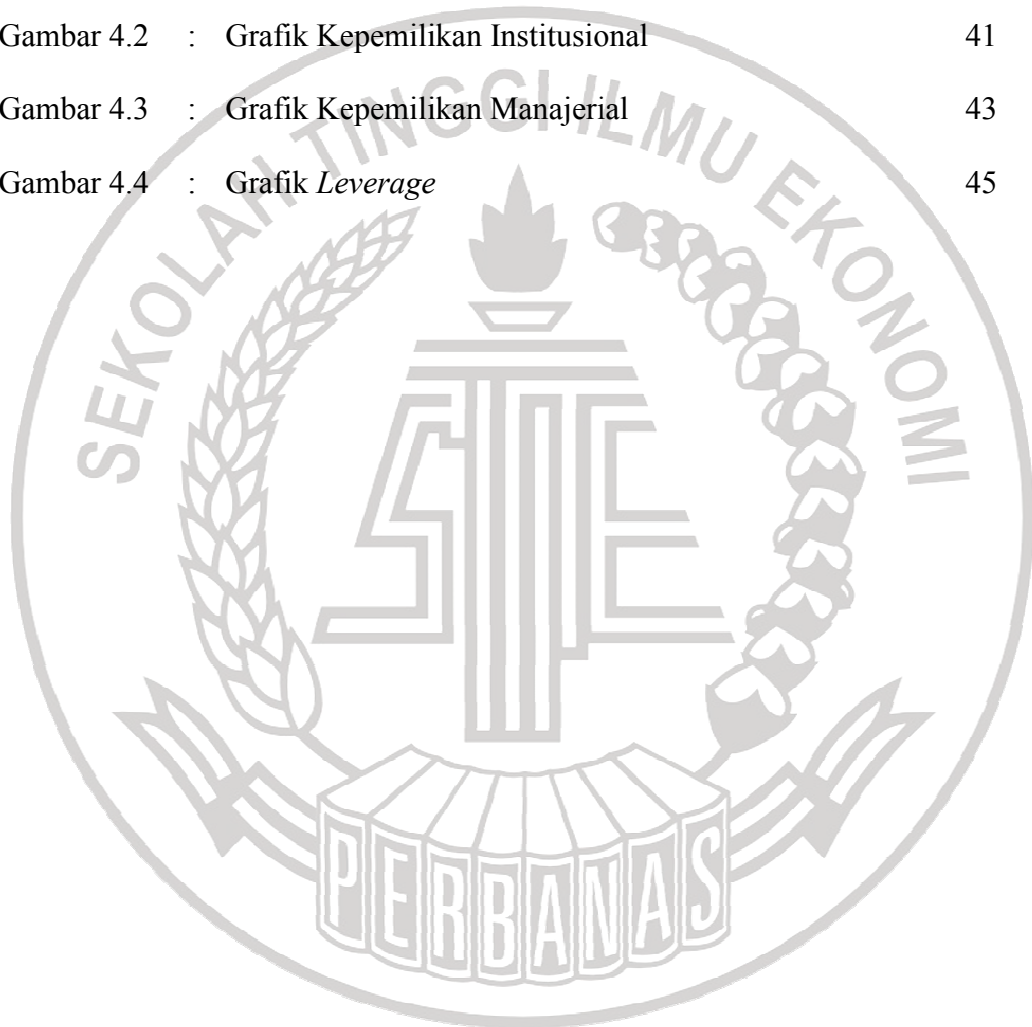 Gambar 4.2 : Grafik Kepemilikan Institusional 41
Gambar 4.3 : Grafik Kepemilikan Manajerial 43
Gambar 4.4 : Grafik Leverage 45
SEKOLAH TINGGI ILMU EKONOMI
STIE
PERBANAS